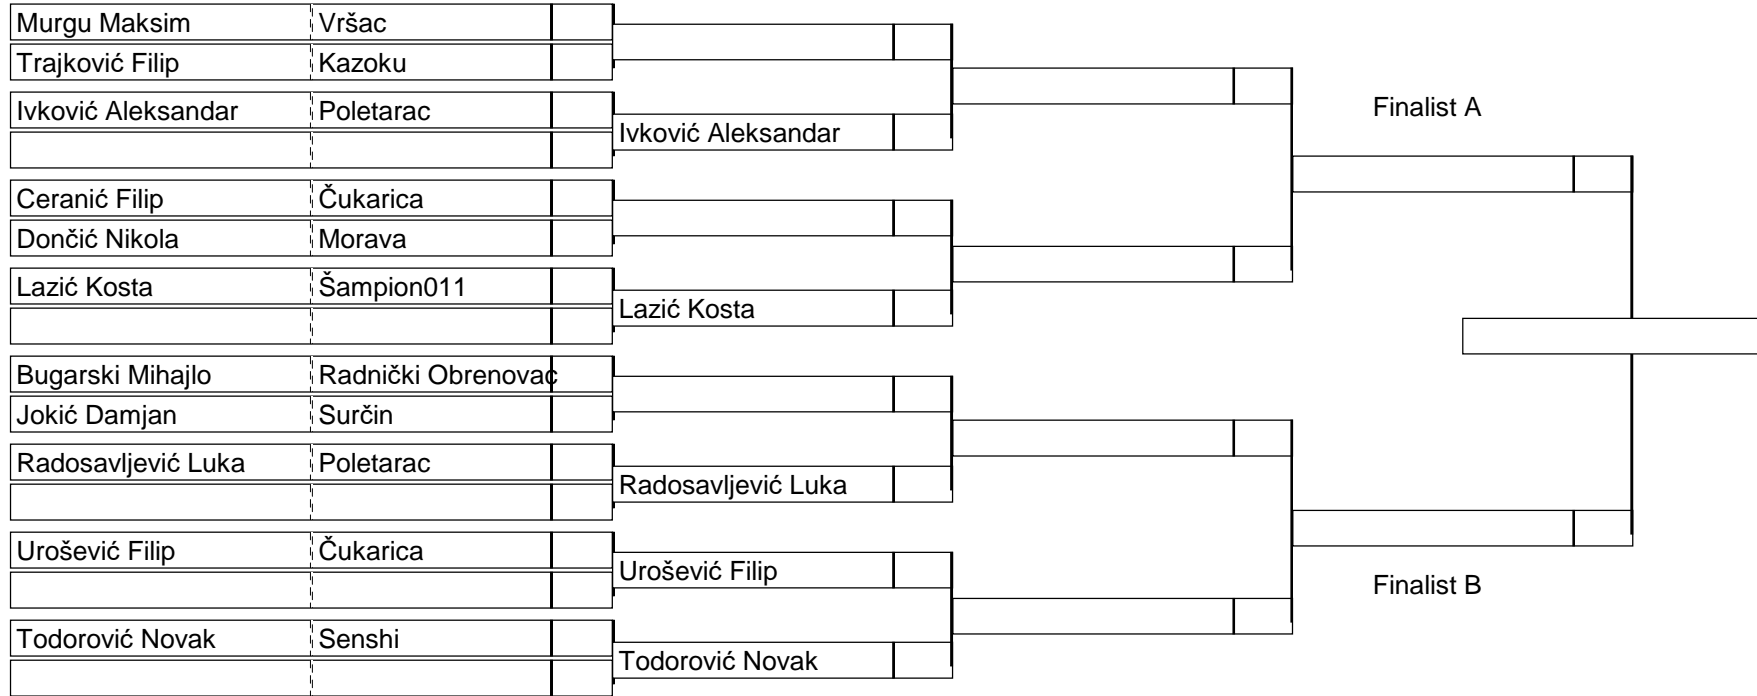 Murgu Maksim Vršac
Trajković Filip Kazoku
Ivković Aleksandar Poletarac
Ivković Aleksandar
Ceranić Filip Čukarica
Dončić Nikola Morava
Lazić Kosta Šampion011
Lazić Kosta
Bugarski Mihajlo Radnički Obrenovac
Jokić Damjan Surčin
Radosavljević Luka Poletarac
Radosavljević Luka
Urošević Filip Čukarica
Urošević Filip
Todorović Novak Senshi
Todorović Novak
Finalist A
Finalist B